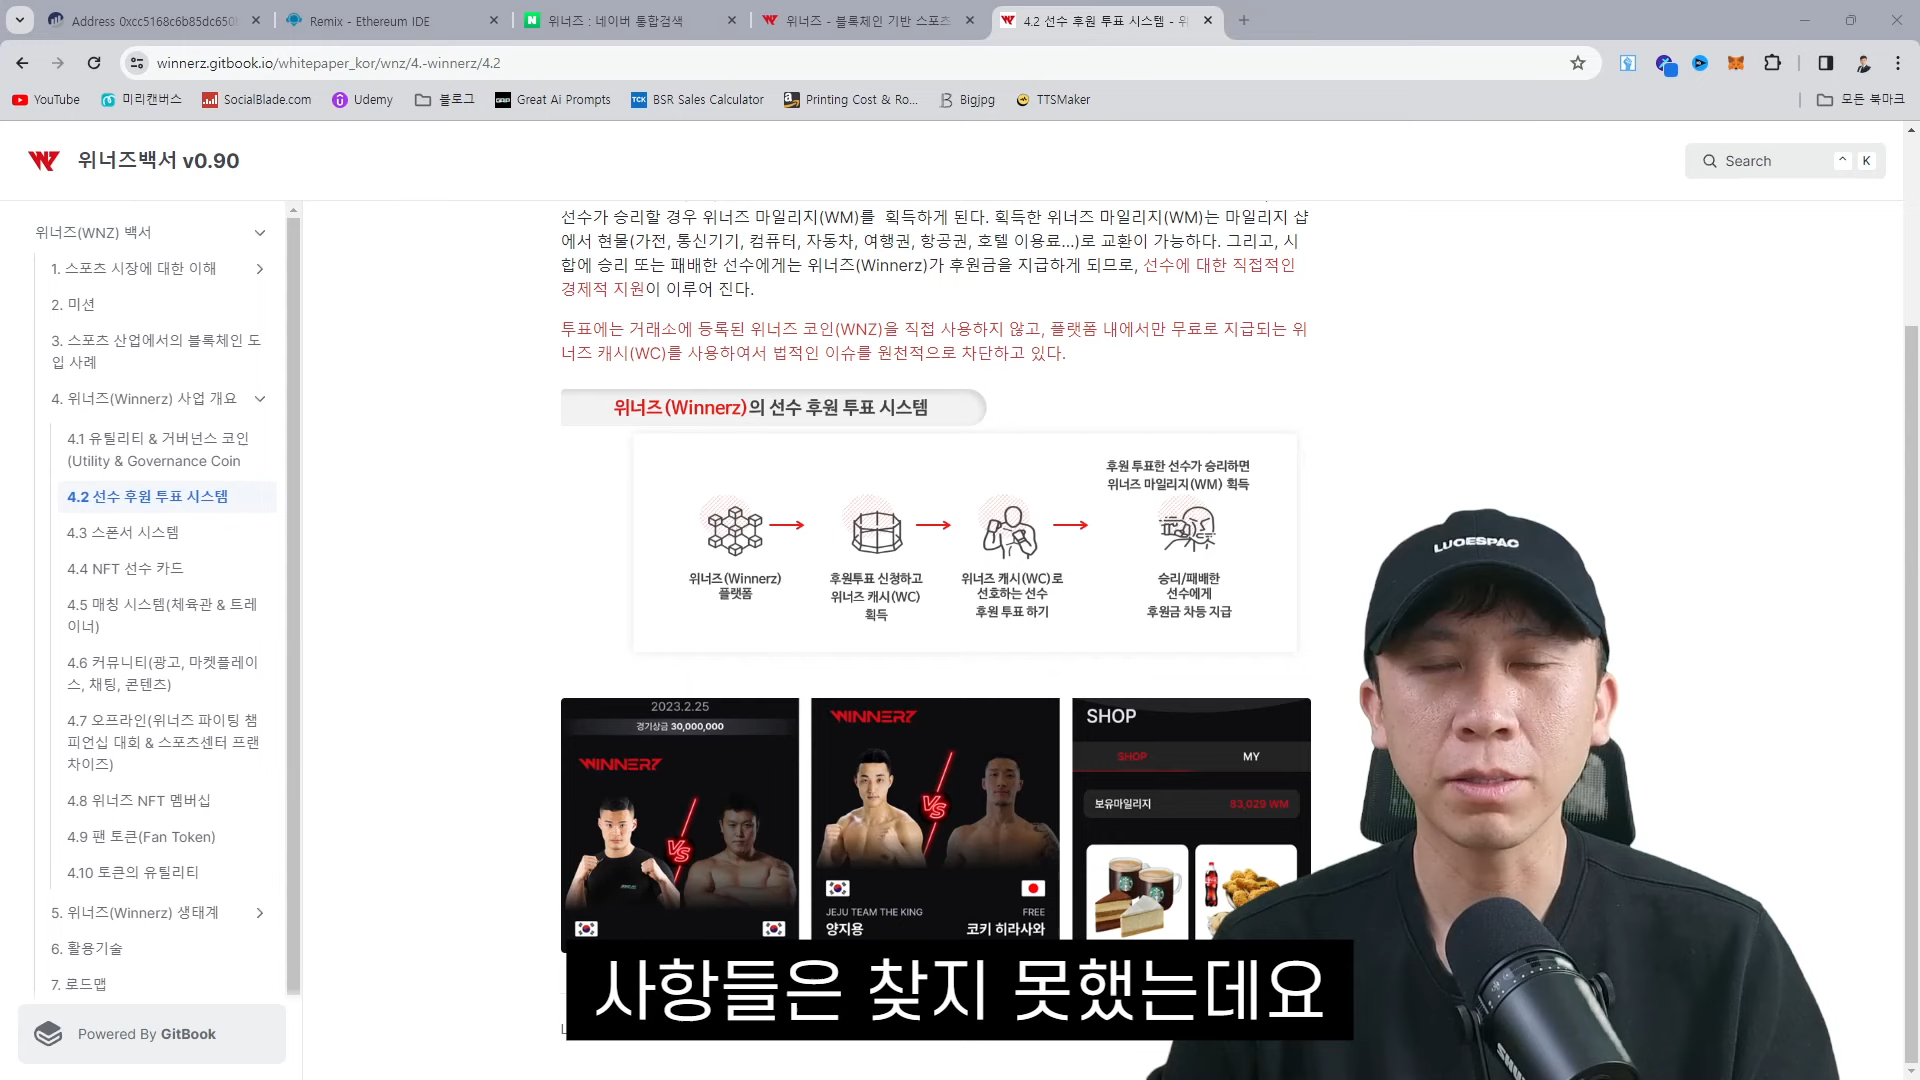 Address 0xcc5168c6b85dc650
Remix - Ethereum IDE
위너즈 : 네이버 통합검색
위너즈 - 블록체인 기반 스포츠
4.2 선수 후원 투표 시스템 - 위
winnerz.gitbook.io/whitepaper_kor/wnz/4.-winnerz/4.2
YouTube
미리캔버스
SocialBlade.com
Udemy
블로그
Great Ai Prompts
BSR Sales Calculator
Printing Cost & Ro...
Bigjpg
TTSMaker
모든 북마크
위너즈백서 v0.90
Search
^ K
위너즈(WNZ) 백서
1. 스포츠 시장에 대한 이해
2. 미션
3. 스포츠 산업에서의 블록체인 도
입 사례
4. 위너즈(Winnerz) 사업 개요
4.1 유틸리티 & 거버넌스 코인
(Utility & Governance Coin
4.2 선수 후원 투표 시스템
4.3 스폰서 시스템
4.4 NFT 선수 카드
4.5 매칭 시스템(체육관 & 트레
이너)
4.6 커뮤니티(광고, 마켓플레이
스, 채팅, 콘텐츠)
4.7 오프라인(위너즈 파이팅 챔
피언십 대회 & 스포츠센터 프랜
차이즈)
4.8 위너즈 NFT 멤버십
4.9 팬 토큰(Fan Token)
4.10 토큰의 유틸리티
5. 위너즈(Winnerz) 생태계
6. 활용기술
7. 로드맵
Powered By GitBook
선수가 승리할 경우 위너즈 마일리지(WM)를 획득하게 된다. 획득한 위너즈 마일리지(WM)는 마일리지 샵
에서 현물(가전, 통신기기, 컴퓨터, 자동차, 여행권, 항공권, 호텔 이용료...)로 교환이 가능하다. 그리고, 시
합에 승리 또는 패배한 선수에게는 위너즈(Winnerz)가 후원금을 지급하게 되므로, 선수에 대한 직접적인
경제적 지원이 이루어 진다.
투표에는 거래소에 등록된 위너즈 코인(WNZ)을 직접 사용하지 않고, 플랫폼 내에서만 무료로 지급되는 위
너즈 캐시(WC)를 사용하여서 법적인 이슈를 원천적으로 차단하고 있다.
위너즈(Winnerz)의 선수 후원 투표 시스템
후원 투표한 선수가 승리하면
위너즈 마일리지(WM) 획득
위너즈(Winnerz)
플랫폼
후원투표 신청하고
위너즈 캐시(WC)
획득
위너즈 캐시(WC)로
선호하는 선수
후원 투표 하기
승리/패배한
선수에게
후원금 차등 지급
2023.2.25
경기상금 30,000,000
WINNERZ
VS
WINNERZ
VS
JEJU TEAM THE KING
양지용
FREE
코키 히라사와
SHOP
SHOP
MY
보유마일리지
83,029 WM
LUOESPAC
사항들은 찾지 못했는데요